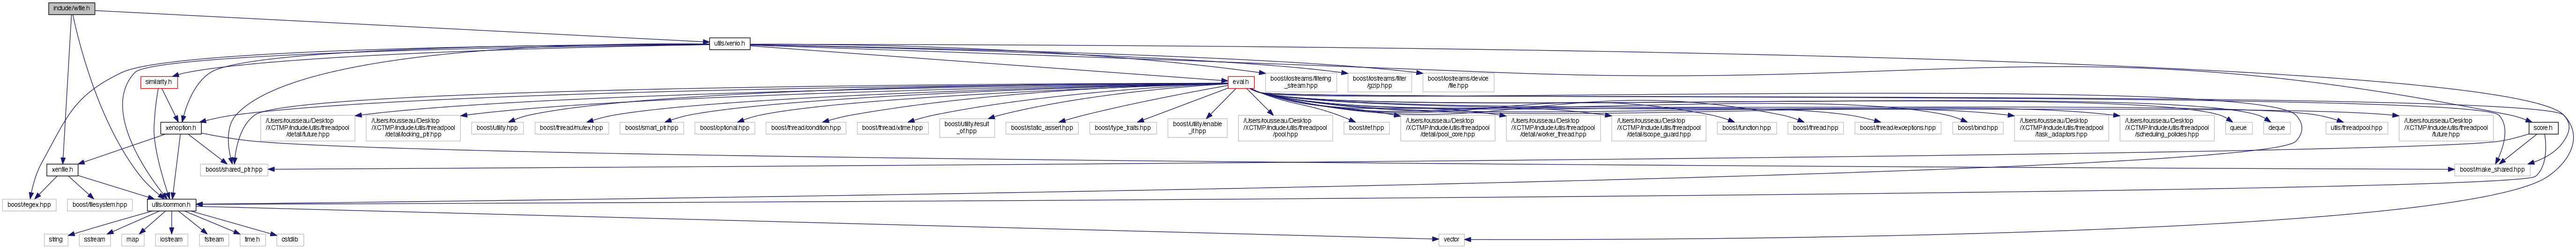 include/wfile.h
utils/xenio.h
similarity.h
eval.h
boost/iostreams/filtering
_stream.hpp
boost/iostreams/filter
/gzip.hpp
boost/iostreams/device
/file.hpp
xenoption.h
/Users/rousseau/Desktop
/XCTMP/include/utils/threadpool
/detail/future.hpp
/Users/rousseau/Desktop
/XCTMP/include/utils/threadpool
/detail/locking_ptr.hpp
boost/utility.hpp
boost/thread/mutex.hpp
boost/smart_ptr.hpp
boost/optional.hpp
boost/thread/condition.hpp
boost/thread/xtime.hpp
boost/utility/result
_of.hpp
boost/static_assert.hpp
boost/type_traits.hpp
boost/utility/enable
_if.hpp
/Users/rousseau/Desktop
/XCTMP/include/utils/threadpool
/pool.hpp
boost/ref.hpp
/Users/rousseau/Desktop
/XCTMP/include/utils/threadpool
/detail/pool_core.hpp
/Users/rousseau/Desktop
/XCTMP/include/utils/threadpool
/detail/worker_thread.hpp
/Users/rousseau/Desktop
/XCTMP/include/utils/threadpool
/detail/scope_guard.hpp
boost/function.hpp
boost/thread.hpp
boost/thread/exceptions.hpp
boost/bind.hpp
/Users/rousseau/Desktop
/XCTMP/include/utils/threadpool
/task_adaptors.hpp
/Users/rousseau/Desktop
/XCTMP/include/utils/threadpool
/scheduling_policies.hpp
queue
deque
utils/threadpool.hpp
/Users/rousseau/Desktop
/XCTMP/include/utils/threadpool
/future.hpp
score.h
xenfile.h
boost/shared_ptr.hpp
boost/make_shared.hpp
boost/regex.hpp
boost/filesystem.hpp
utils/common.h
string
sstream
map
iostream
fstream
time.h
cstdlib
vector